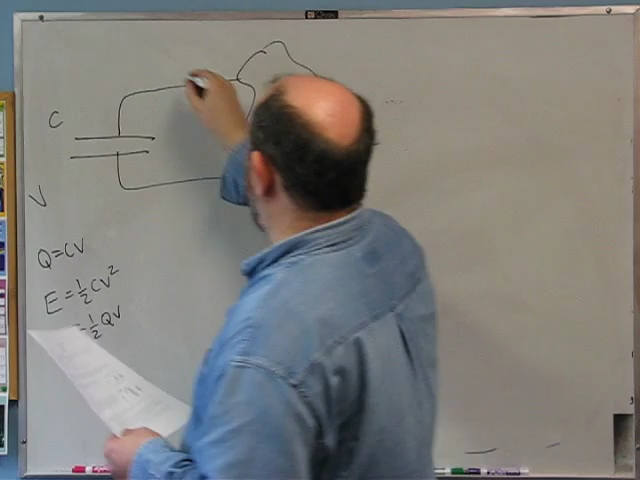 C
V
Q=CV
E=½CV²
=½QV